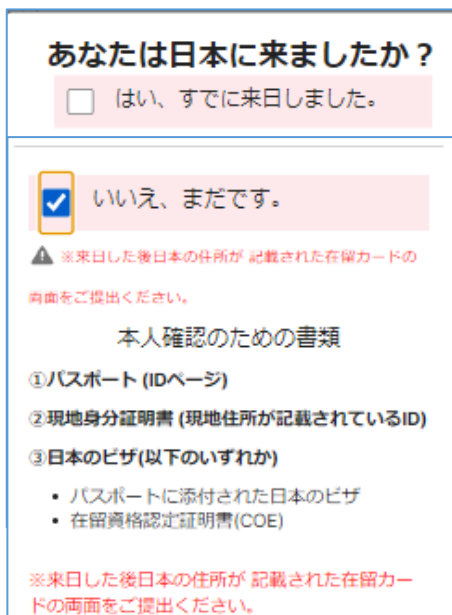 あなたは日本に来ましたか？
はい、すでに来日しました。
いいえ、まだです。
※来日した後日本の住所が 記載された在留カードの
両面をご提出ください。
本人確認のための書類
①パスポート (IDページ)
②現地身分証明書 (現地住所が記載されているID)
③日本のビザ(以下のいずれか)
• パスポートに添付された日本のビザ
• 在留資格認定証明書(COE)
※来日した後日本の住所が 記載された在留カー
ドの両面をご提出ください。